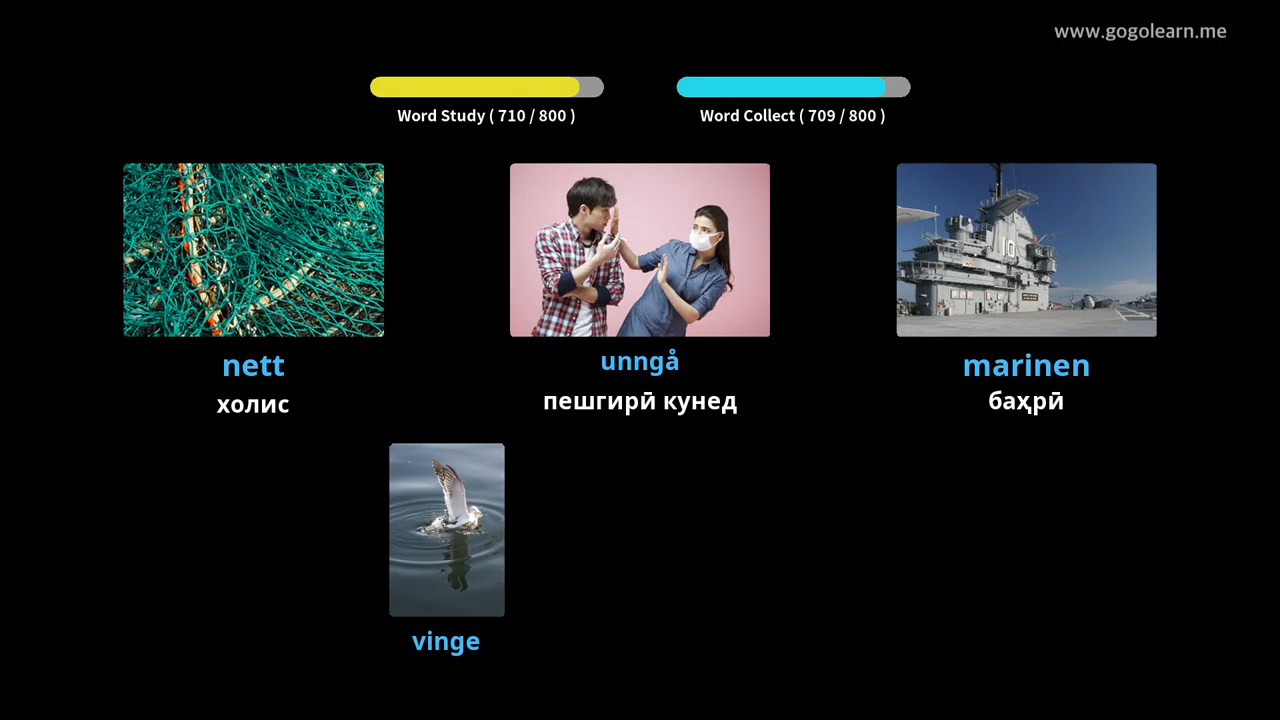 www.gogolearn.me
Word Study ( 710 / 800 )
Word Collect ( 709 / 800 )
nett
холис
unngå
пешгирӣ кунед
marinen
баҳрӣ
vinge